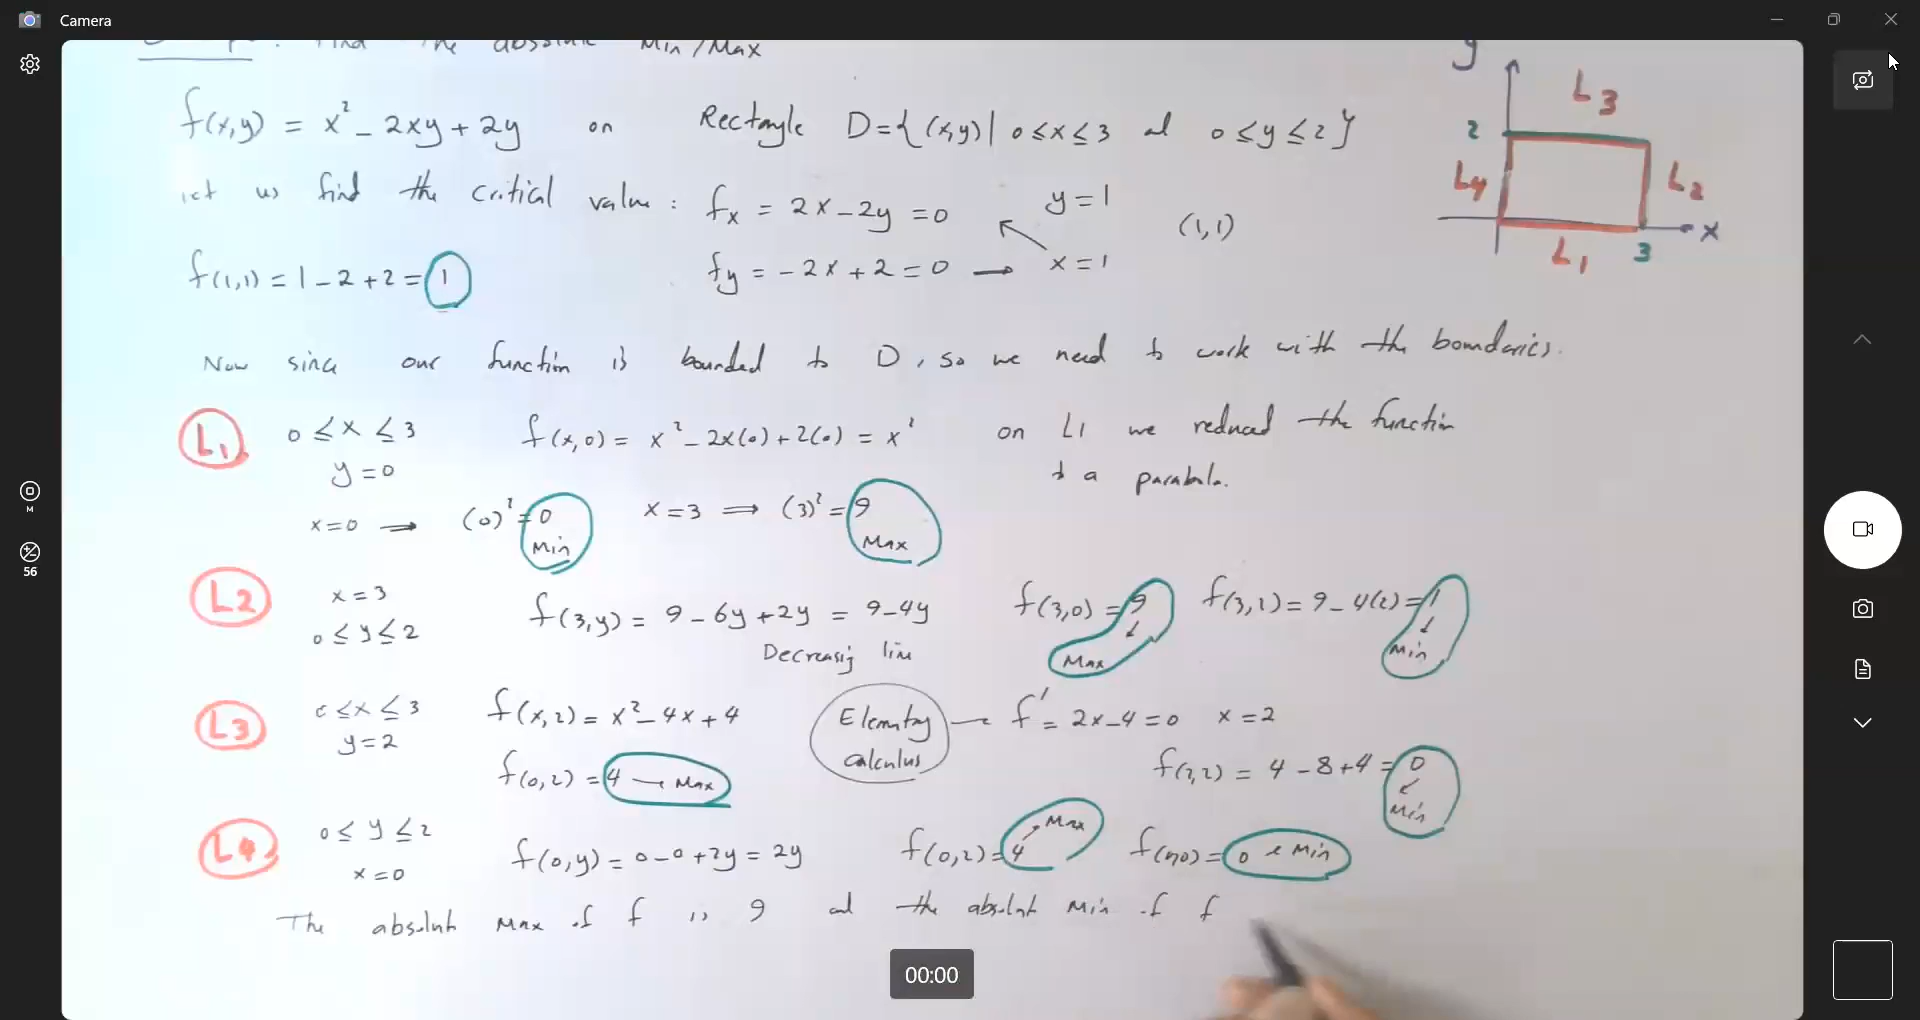 Camera
Find the absolute Min/Max
f(x,y) = x² - 2xy + 2y on Rectangle D={(x,y)| 0≤x≤3 and 0≤y≤2}
let us find the critical value : fx = 2x-2y =0 y=1 (1,1)
f(1,1) = 1-2+2 = 1 fy = -2x+2=0 → x=1
y
L3
2
L4
L2
x
L1
3
Now since our function is bounded to D, so we need to work with the boundaries.
L1 0≤x≤3 f(x,0) = x²-2x(0)+2(0) = x² on L1 we reduced the function
y=0 to a parabola.
x=0 → (0)²=0 Min x=3 ⟹ (3)²=9 Max
L2 x=3 f(3,y) = 9-6y+2y = 9-4y f(3,0) = 9 f(3,2) = 9-4(2)=1
0≤y≤2 Decreasing line Max Min
L3 0≤x≤3 f(x,2) = x²-4x+4 Elementry calculus f' = 2x-4=0 x=2
y=2
f(0,2) = 4 → Max f(2,2) = 4-8+4=0
Min
L4 0≤y≤2 f(0,y) = 0-0+2y = 2y f(0,2)=4 Max f(0,0)=0 Min
x=0
The absolut Max of f is 9 and the absolut Min of f
M
56
00:00